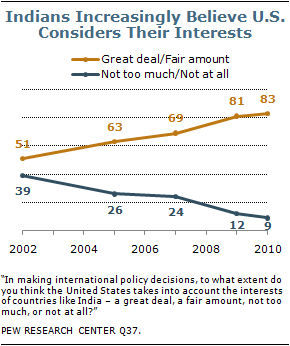 Indians Increasingly Believe U.S.
Considers Their Interests
Great deal/Fair amount
Not too much/Not at all
51
63
69
81
83
39
26
24
12
9
2002
2004
2006
2008
2010
“In making international policy decisions, to what extent do
you think the United States takes into account the interests
of countries like India – a great deal, a fair amount, not too
much, or not at all?”
PEW RESEARCH CENTER Q37.